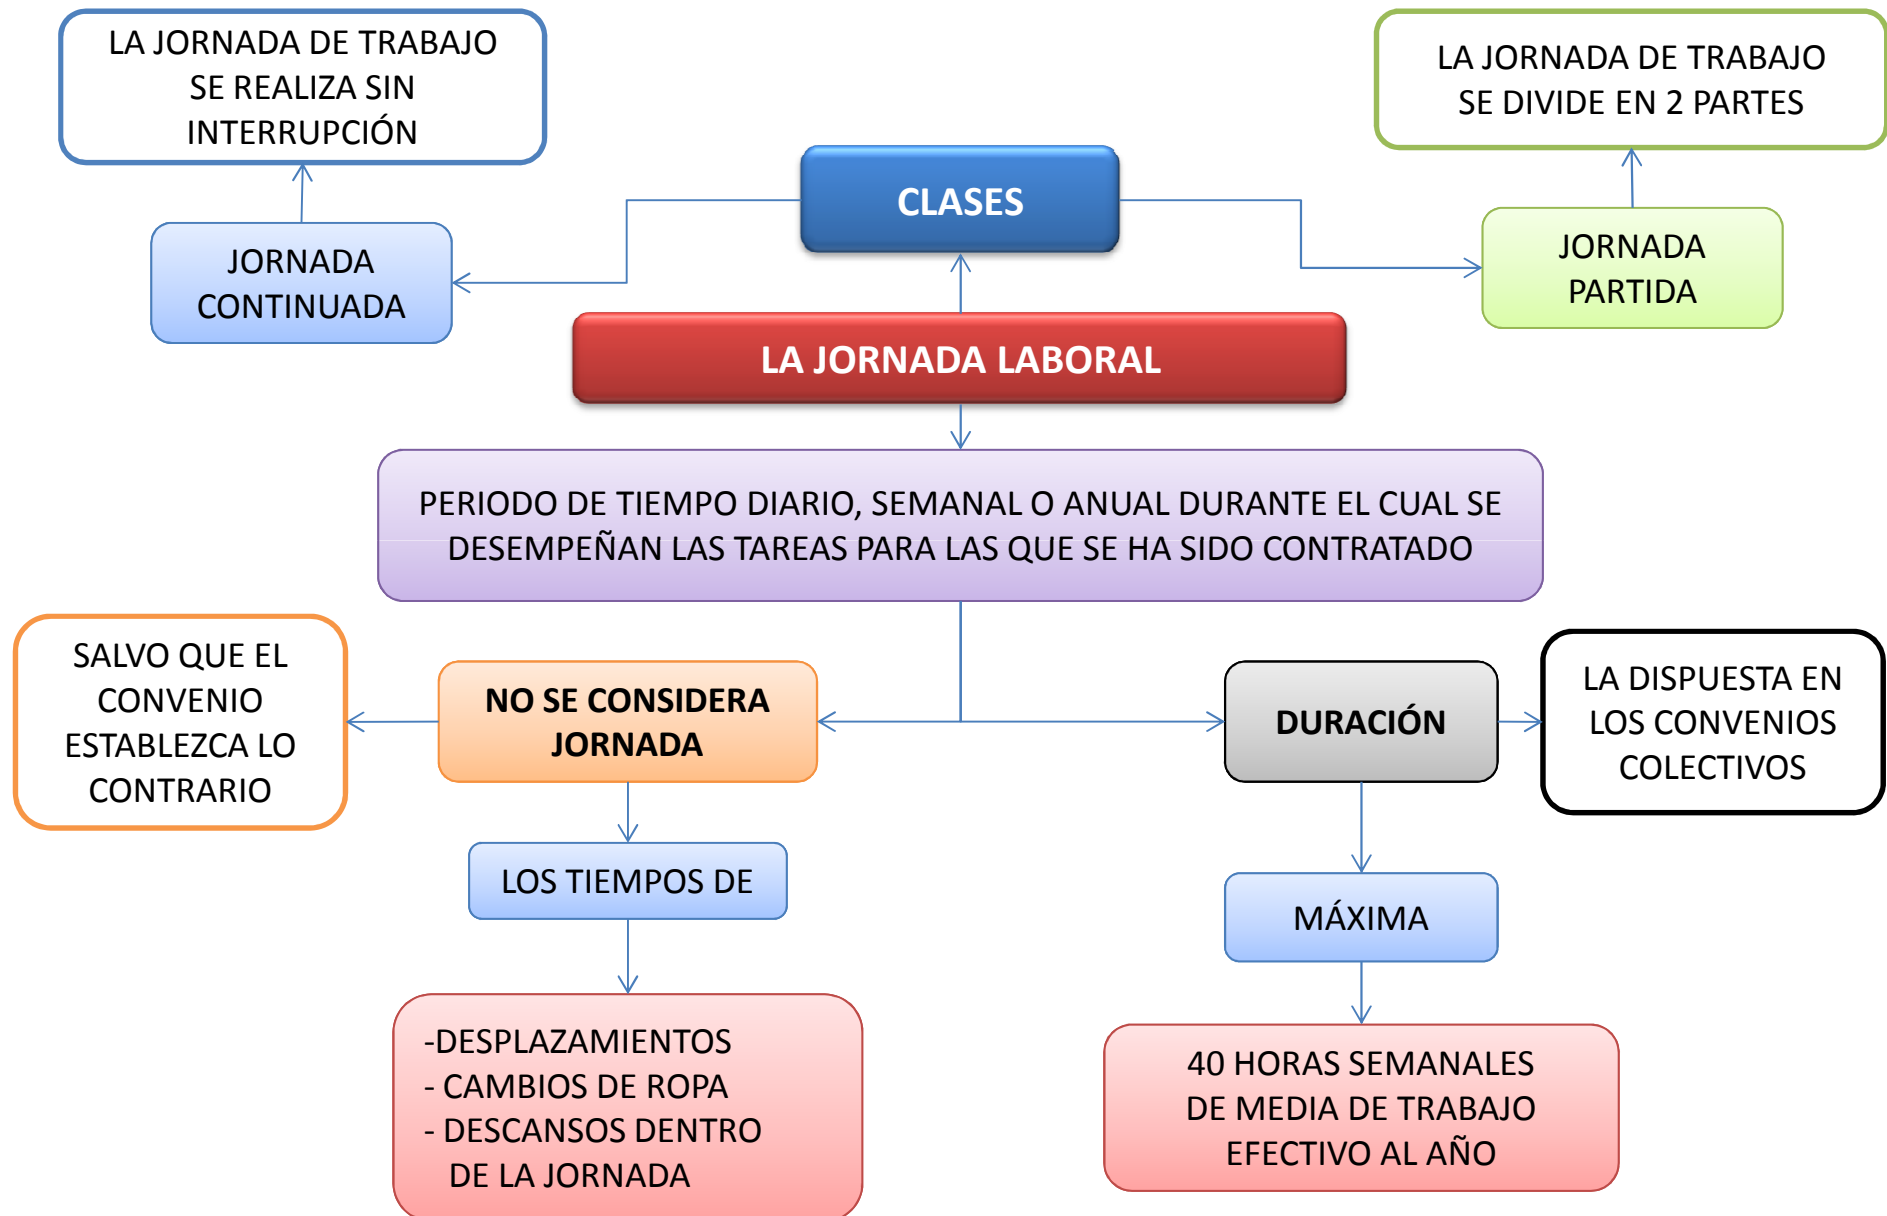 LA JORNADA DE TRABAJO
SE REALIZA SIN
INTERRUPCIÓN
LA JORNADA DE TRABAJO
SE DIVIDE EN 2 PARTES
CLASES
JORNADA
CONTINUADA
JORNADA
PARTIDA
LA JORNADA LABORAL
PERIODO DE TIEMPO DIARIO, SEMANAL O ANUAL DURANTE EL CUAL SE
DESEMPEÑAN LAS TAREAS PARA LAS QUE SE HA SIDO CONTRATADO
SALVO QUE EL
CONVENIO
ESTABLEZCA LO
CONTRARIO
NO SE CONSIDERA
JORNADA
DURACIÓN
LA DISPUESTA EN
LOS CONVENIOS
COLECTIVOS
LOS TIEMPOS DE
MÁXIMA
-DESPLAZAMIENTOS
- CAMBIOS DE ROPA
- DESCANSOS DENTRO
DE LA JORNADA
40 HORAS SEMANALES
DE MEDIA DE TRABAJO
EFECTIVO AL AÑO